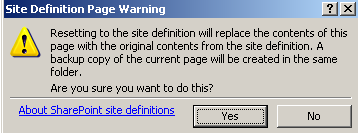 Site Definition Page Warning
Resetting to the site definition will replace the contents of this
page with the original contents from the site definition. A
backup copy of the current page will be created in the same
folder.
Are you sure you want to do this?
About SharePoint site definitions
Yes
No